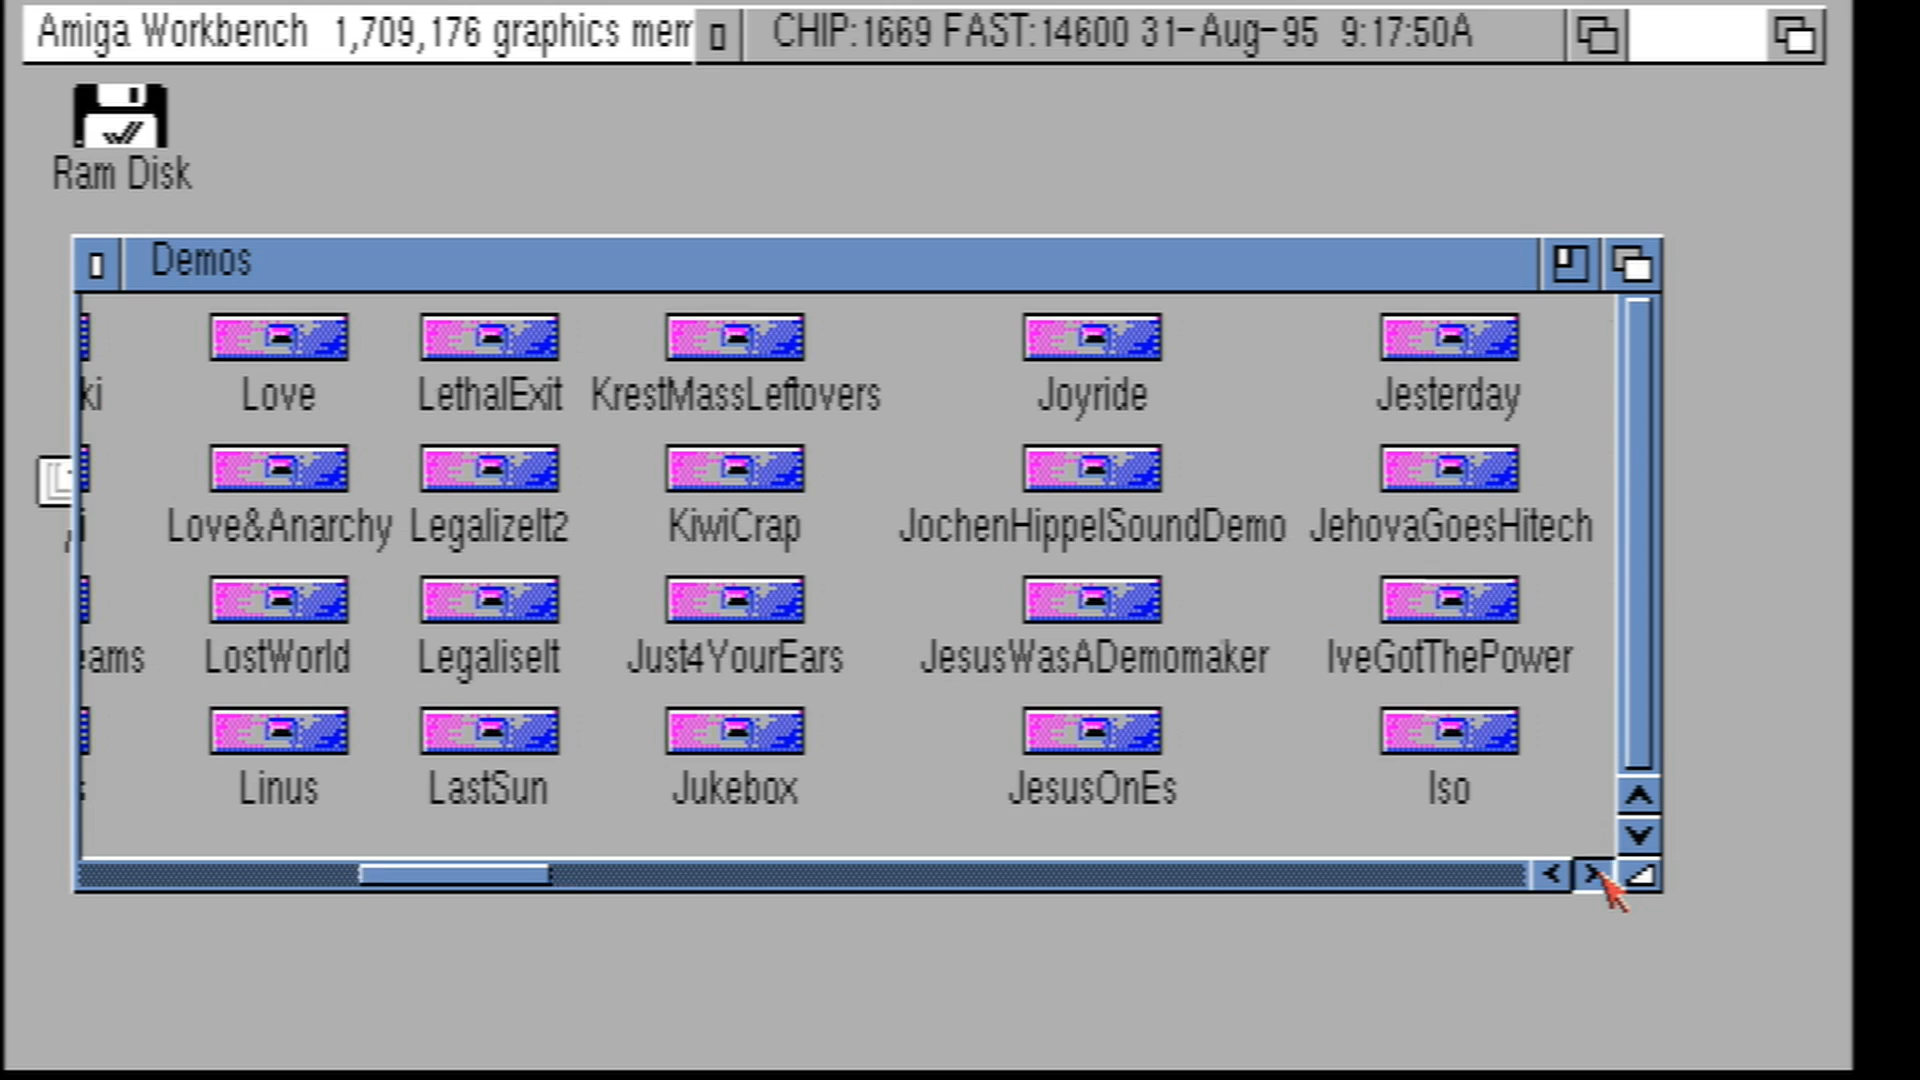 Amiga Workbench 1,709,176 graphics mem
CHIP:1669 FAST:14600 31-Aug-95 9:17:50A
Ram Disk
Demos
ki Love LethalExit KrestMassLeftovers Joyride Jesterday
i Love&Anarchy LegalizeIt2 KiwiCrap JochenHippelSoundDemo JehovaGoesHitech
eams LostWorld LegaliseIt Just4YourEars JesusWasADemomaker IveGotThePower
Linus LastSun Jukebox JesusOnEs Iso